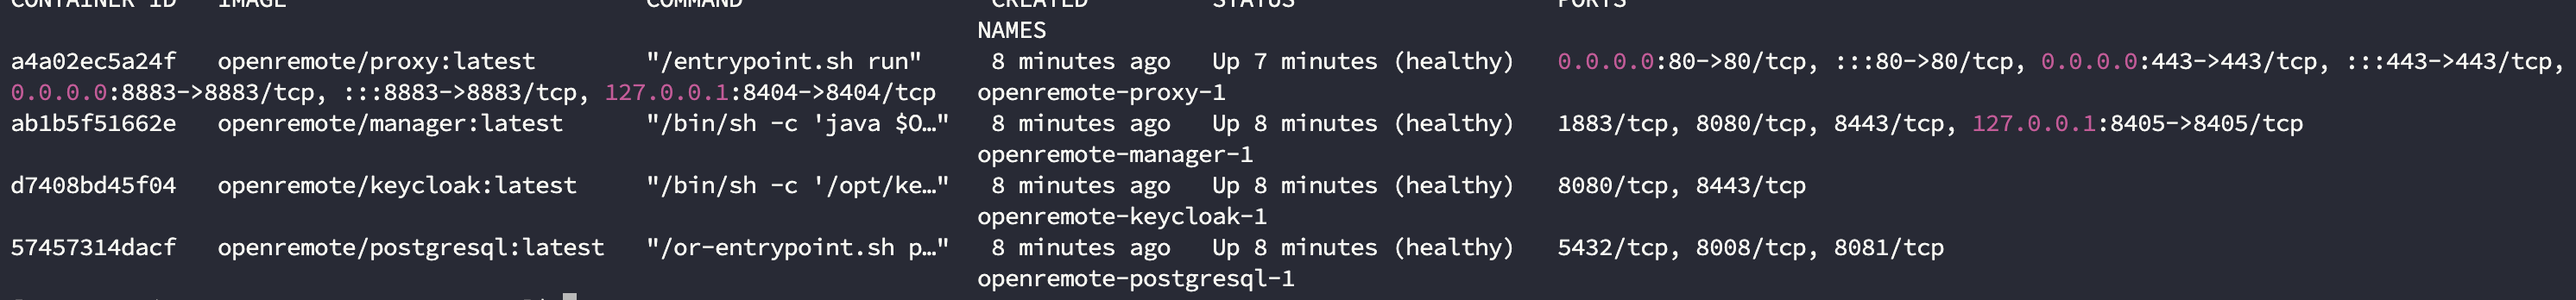 CONTAINER ID   IMAGE                          COMMAND                  CREATED         STATUS                   PORTS
NAMES
a4a02ec5a24f   openremote/proxy:latest        "/entrypoint.sh run"     8 minutes ago   Up 7 minutes (healthy)   0.0.0.0:80->80/tcp, :::80->80/tcp, 0.0.0.0:443->443/tcp, :::443->443/tcp,
0.0.0.0:8883->8883/tcp, :::8883->8883/tcp, 127.0.0.1:8404->8404/tcp   openremote-proxy-1
ab1b5f51662e   openremote/manager:latest      "/bin/sh -c 'java $O…"   8 minutes ago   Up 8 minutes (healthy)   1883/tcp, 8080/tcp, 8443/tcp, 127.0.0.1:8405->8405/tcp
openremote-manager-1
d7408bd45f04   openremote/keycloak:latest     "/bin/sh -c '/opt/ke…"   8 minutes ago   Up 8 minutes (healthy)   8080/tcp, 8443/tcp
openremote-keycloak-1
57457314dacf   openremote/postgresql:latest   "/or-entrypoint.sh p…"   8 minutes ago   Up 8 minutes (healthy)   5432/tcp, 8008/tcp, 8081/tcp
openremote-postgresql-1